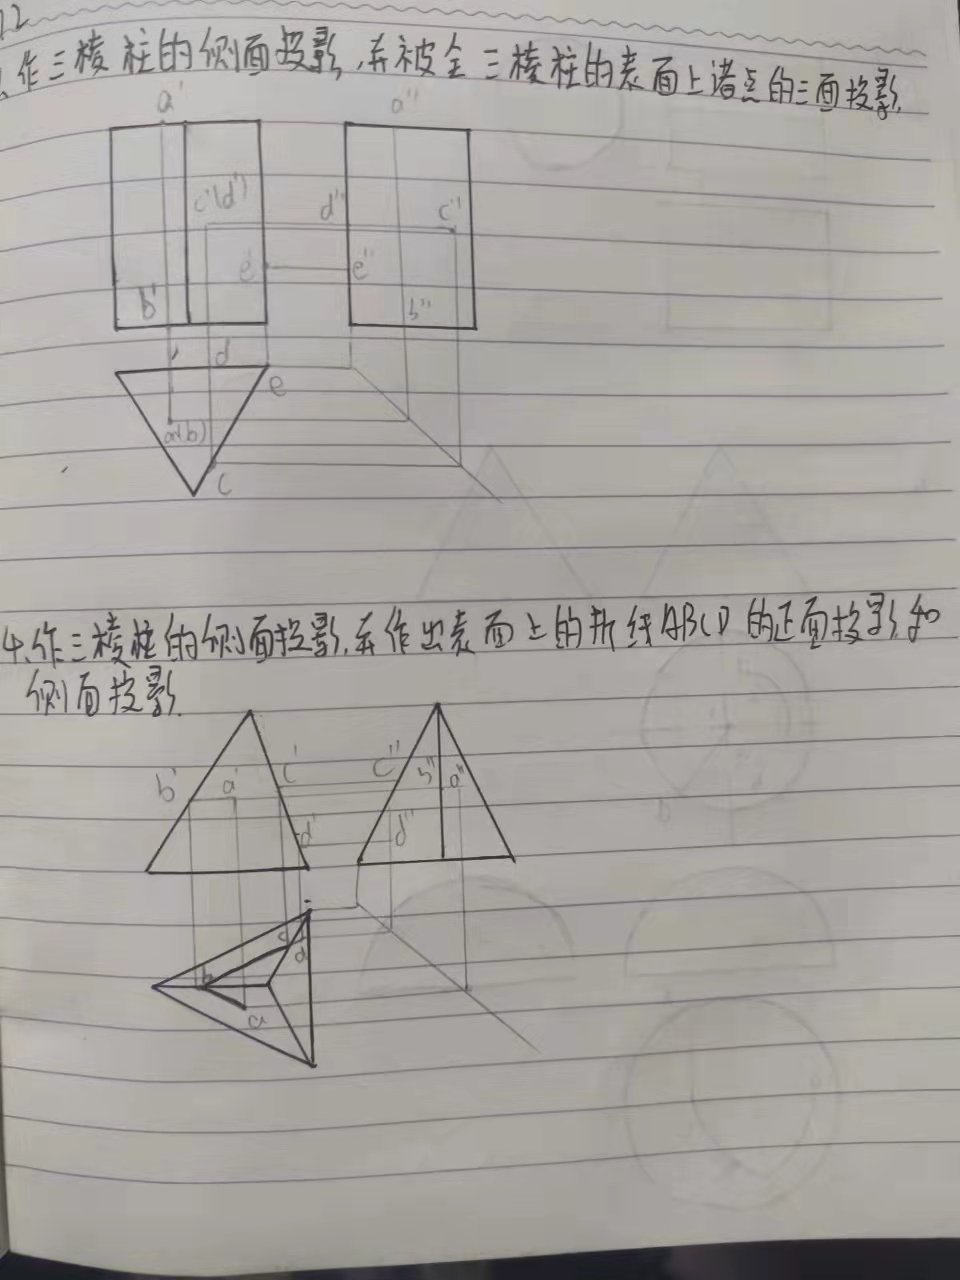 1.作三棱柱的侧面投影,并被全三棱柱的表面上诸点的三面投影.
a' a''
c'(d') d'' c''
e' e''
b' b''
d
e
a(b)
c
4.作三棱柱的侧面投影.并作出表面上的折线ABCD的正面投影和
侧面投影.
b' a' c' c'' b'' a''
d' d''
c
d
b
a